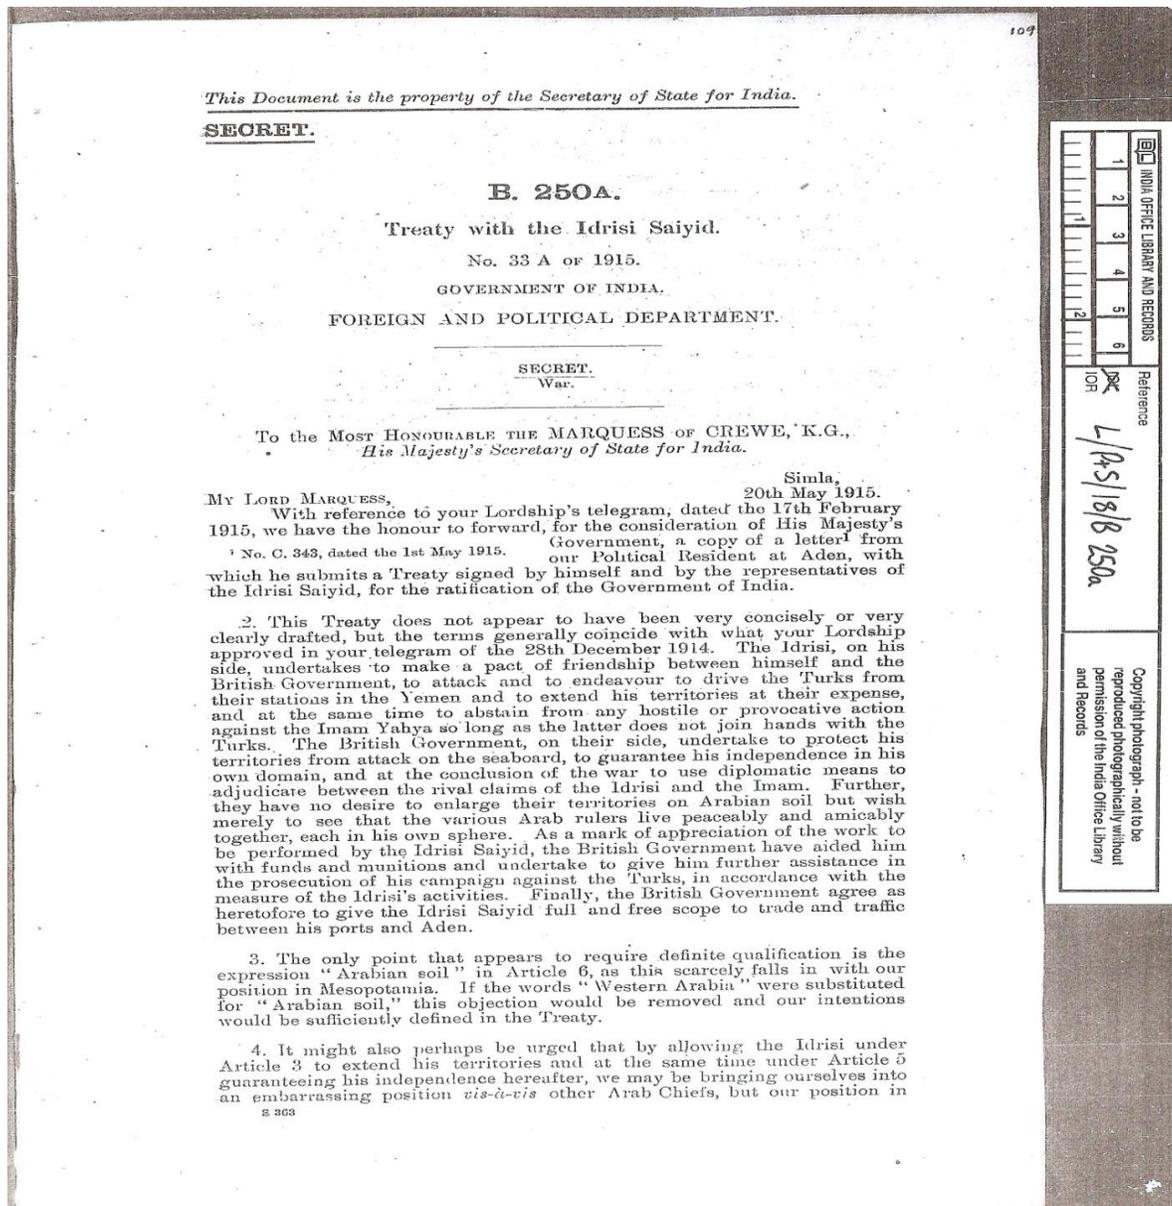 109
This Document is the property of the Secretary of State for India.
SECRET.
B. 250A.
Treaty with the Idrisi Saiyid.
No. 33 A OF 1915.
GOVERNMENT OF INDIA.
FOREIGN AND POLITICAL DEPARTMENT.
SECRET.
War.
To the MOST HONOURABLE THE MARQUESS OF CREWE, K.G.,
His Majesty's Secretary of State for India.
Simla,
20th May 1915.
MY LORD MARQUESS,
With reference to your Lordship's telegram, dated the 17th February
1915, we have the honour to forward, for the consideration of His Majesty's
Government, a copy of a letter¹ from
¹ No. C. 343, dated the 1st May 1915.
our Political Resident at Aden, with
which he submits a Treaty signed by himself and by the representatives of
the Idrisi Saiyid, for the ratification of the Government of India.
2. This Treaty does not appear to have been very concisely or very
clearly drafted, but the terms generally coincide with what your Lordship
approved in your telegram of the 28th December 1914. The Idrisi, on his
side, undertakes to make a pact of friendship between himself and the
British Government, to attack and to endeavour to drive the Turks from
their stations in the Yemen and to extend his territories at their expense,
and at the same time to abstain from any hostile or provocative action
against the Imam Yahya so long as the latter does not join hands with the
Turks. The British Government, on their side, undertake to protect his
territories from attack on the seaboard, to guarantee his independence in his
own domain, and at the conclusion of the war to use diplomatic means to
adjudicate between the rival claims of the Idrisi and the Imam. Further,
they have no desire to enlarge their territories on Arabian soil but wish
merely to see that the various Arab rulers live peaceably and amicably
together, each in his own sphere. As a mark of appreciation of the work to
be performed by the Idrisi Saiyid, the British Government have aided him
with funds and munitions and undertake to give him further assistance in
the prosecution of his campaign against the Turks, in accordance with the
measure of the Idrisi's activities. Finally, the British Government agree as
heretofore to give the Idrisi Saiyid full and free scope to trade and traffic
between his ports and Aden.
3. The only point that appears to require definite qualification is the
expression "Arabian soil" in Article 6, as this scarcely falls in with our
position in Mesopotamia. If the words "Western Arabia" were substituted
for "Arabian soil," this objection would be removed and our intentions
would be sufficiently defined in the Treaty.
4. It might also perhaps be urged that by allowing the Idrisi under
Article 3 to extend his territories and at the same time under Article 5
guaranteeing his independence hereafter, we may be bringing ourselves into
an embarrassing position vis-à-vis other Arab Chiefs, but our position in
S 363
BL INDIA OFFICE LIBRARY AND RECORDS
1 2 3 4 5 6
1 2
Reference
IOR L/P+S/18/B 250a
Copyright photograph - not to be
reproduced photographically without
permission of the India Office Library
and Records